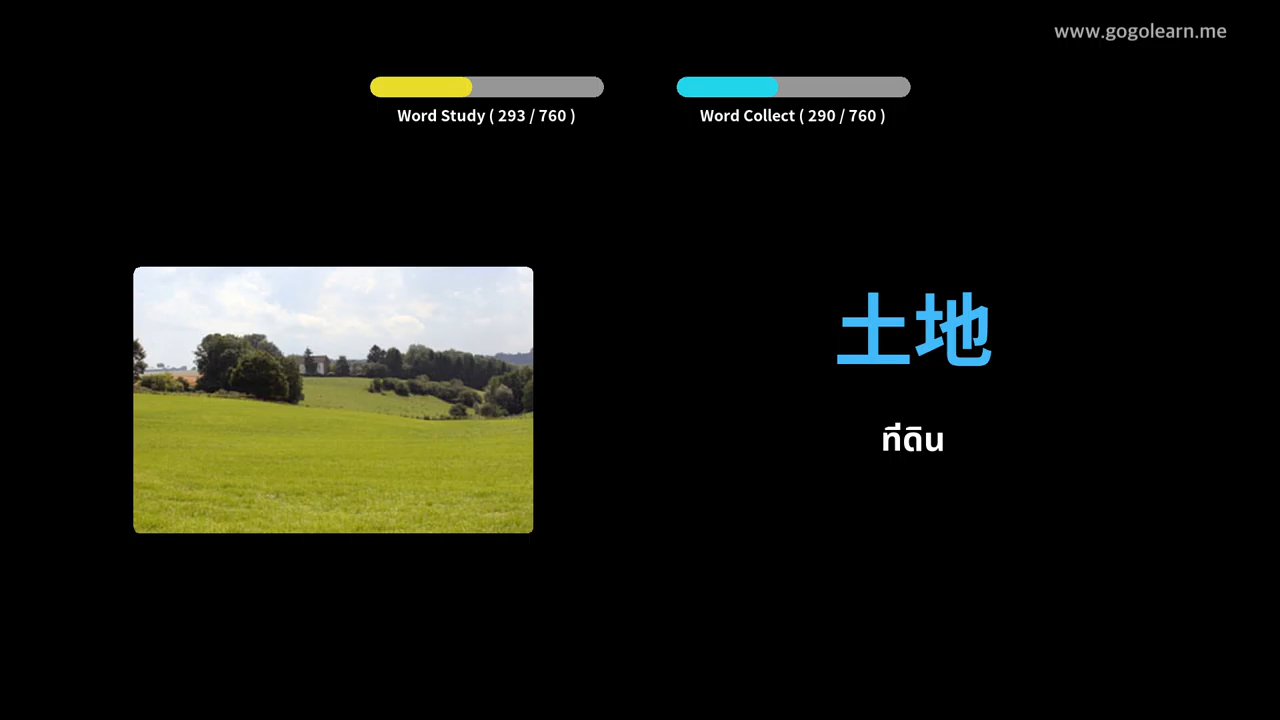 www.gogolearn.me
Word Study ( 293 / 760 )
Word Collect ( 290 / 760 )
土地
ที่ดิน